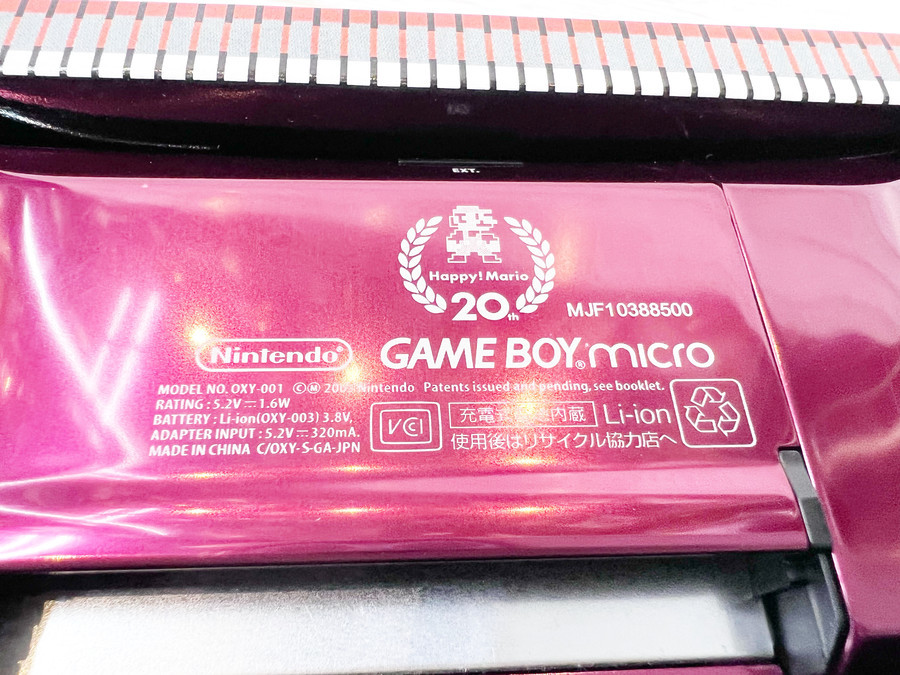 EXT.
Happy! Mario
20th
MJF10388500
Nintendo®
GAME BOY® micro
MODEL NO. OXY-001 ©Ⓜ 2005 Nintendo Patents issued and pending, see booklet.
RATING : 5.2V⎓1.6W
BATTERY : Li-ion(OXY-003) 3.8V,
ADAPTER INPUT : 5.2V⎓320mA.
MADE IN CHINA C/OXY-S-GA-JPN
VCI
充電式 内蔵 Li-ion
使用後はリサイクル協力店へ